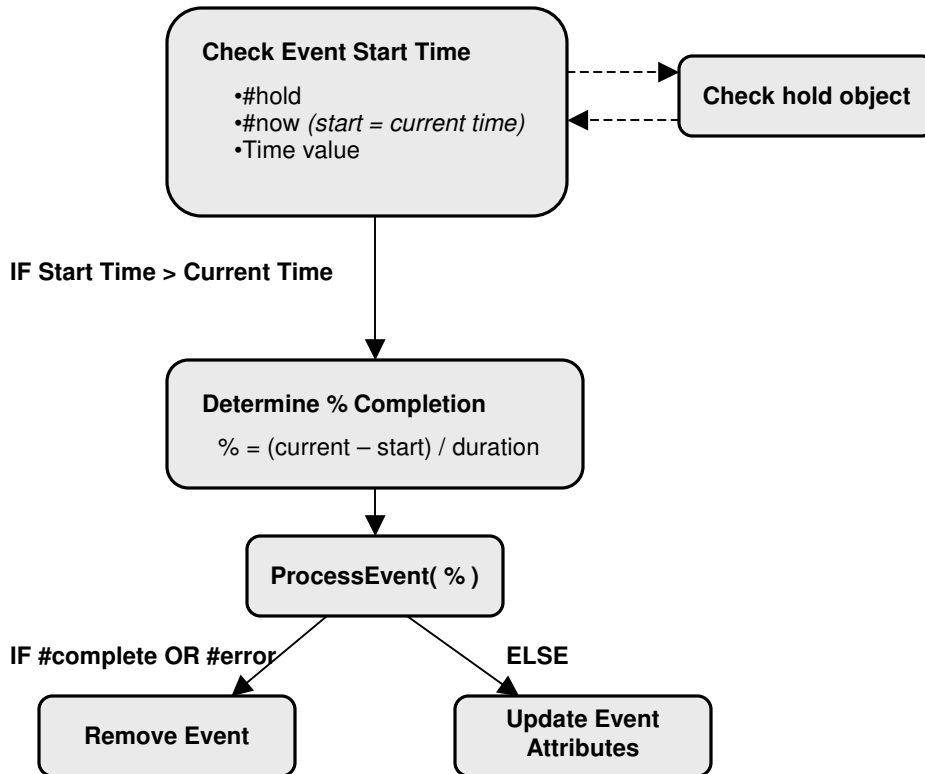 Check Event Start Time
•#hold
•#now (start = current time)
•Time value
Check hold object
IF Start Time > Current Time
Determine % Completion
% = (current – start) / duration
ProcessEvent( % )
IF #complete OR #error
ELSE
Remove Event
Update Event
Attributes